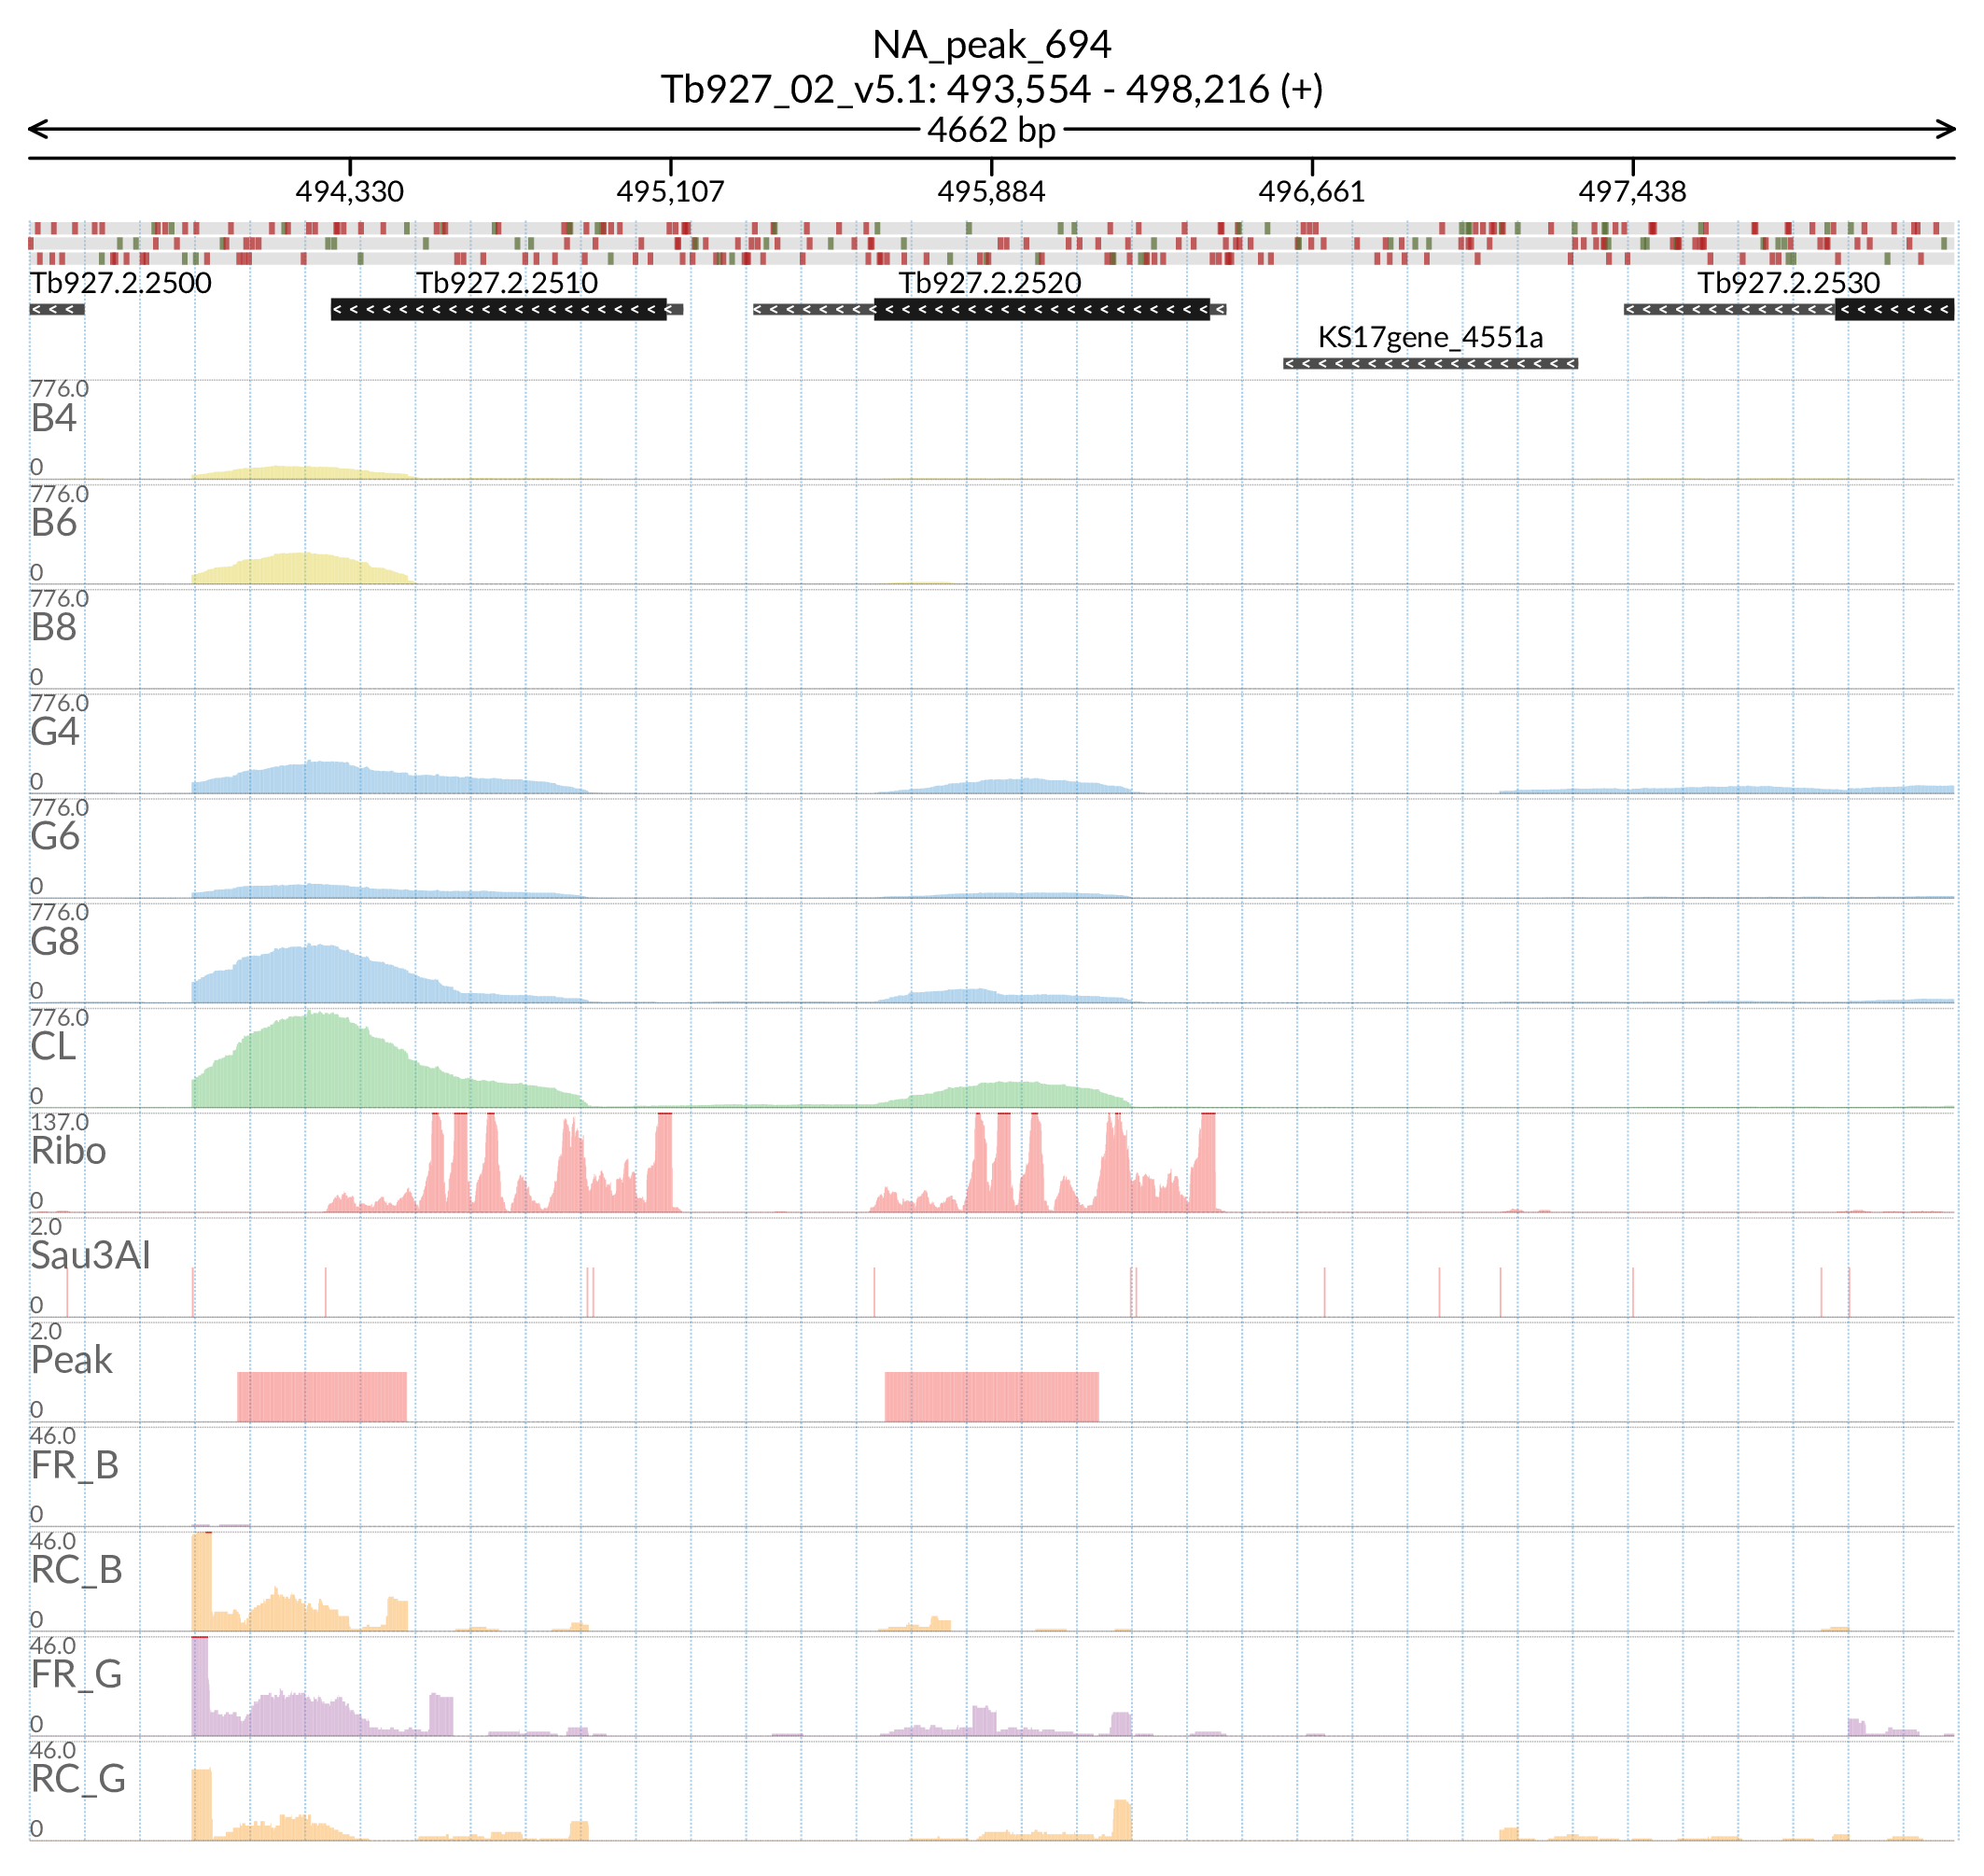 NA_peak_694
Tb927_02_v5.1: 493,554 - 498,216 (+)
4662 bp
494,330 495,107 495,884 496,661 497,438
Tb927.2.2500 Tb927.2.2510 Tb927.2.2520 Tb927.2.2530
KS17gene_4551a
776.0
B4
0
776.0
B6
0
776.0
B8
0
776.0
G4
0
776.0
G6
0
776.0
G8
0
776.0
CL
0
137.0
Ribo
0
2.0
Sau3AI
0
2.0
Peak
0
46.0
FR_B
0
46.0
RC_B
0
46.0
FR_G
0
46.0
RC_G
0